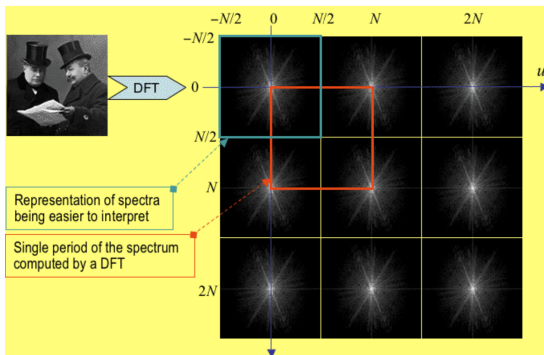 −N/2 0 N/2 N 2N
−N/2
DFT
0
u
N/2
N
Representation of spectra
being easier to interpret
Single period of the spectrum
computed by a DFT
2N